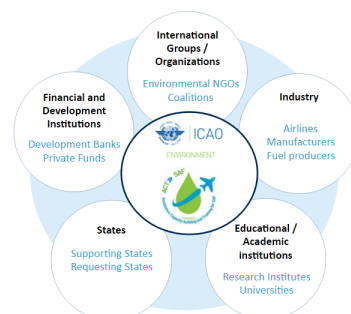 International
Groups /
Organizations
Environmental NGOs
Coalitions
Financial and
Development
Institutions
Development Banks
Private Funds
Industry
Airlines
Manufacturers
Fuel producers
ICAO
ENVIRONMENT
ACT SAF
States
Supporting States
Requesting States
Educational /
Academic
institutions
Research Institutes
Universities